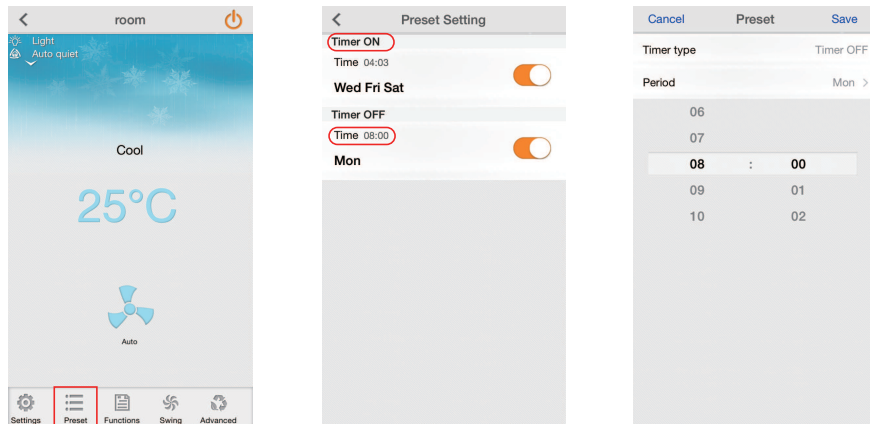 room
Light
Auto quiet
Cool
25°C
Auto
Settings Preset Functions Swing Advanced
Preset Setting
Timer ON
Time 04:03
Wed Fri Sat
Timer OFF
Time 08:00
Mon
Cancel Preset Save
Timer type Timer OFF
Period Mon >
06
07
08 : 00
09 01
10 02